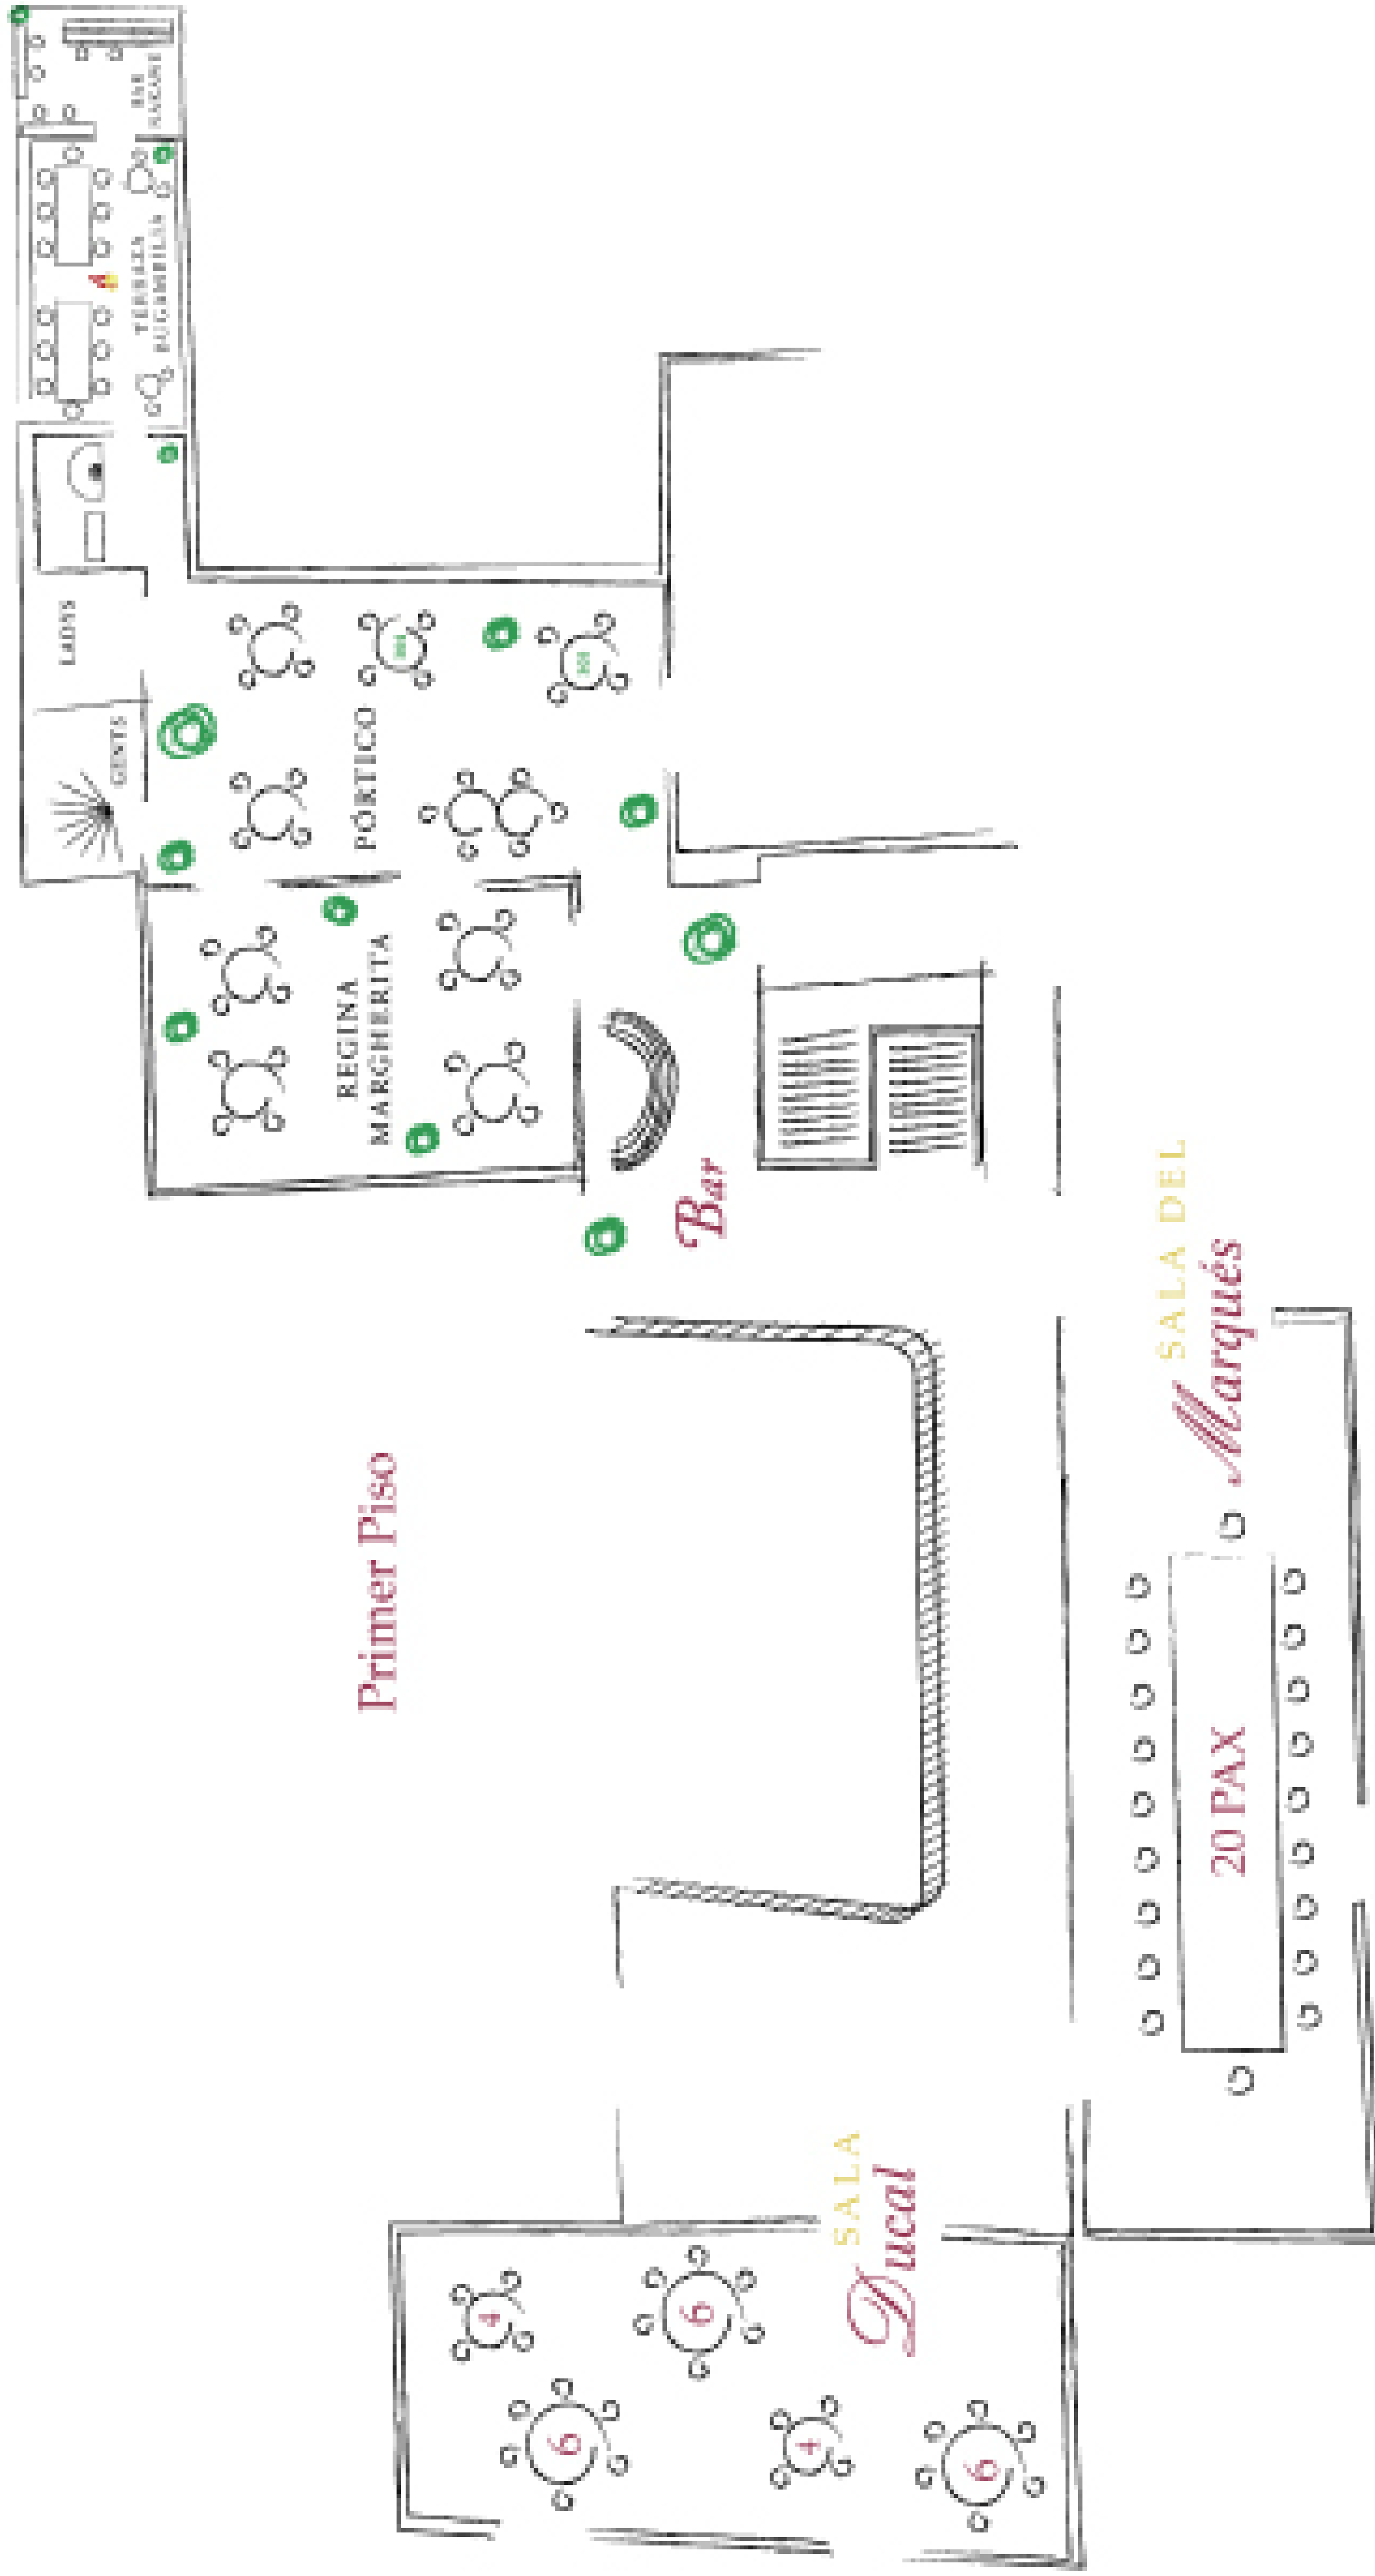 BAR
TERRAZA
BUGAMBILIA
LADYS
GENTS
PÓRTICO
REGINA
MARGHERITA
Bar
Primer Piso
SALA DEL
Marqués
20 PAX
SALA
Ducal
4
6
6
4
6